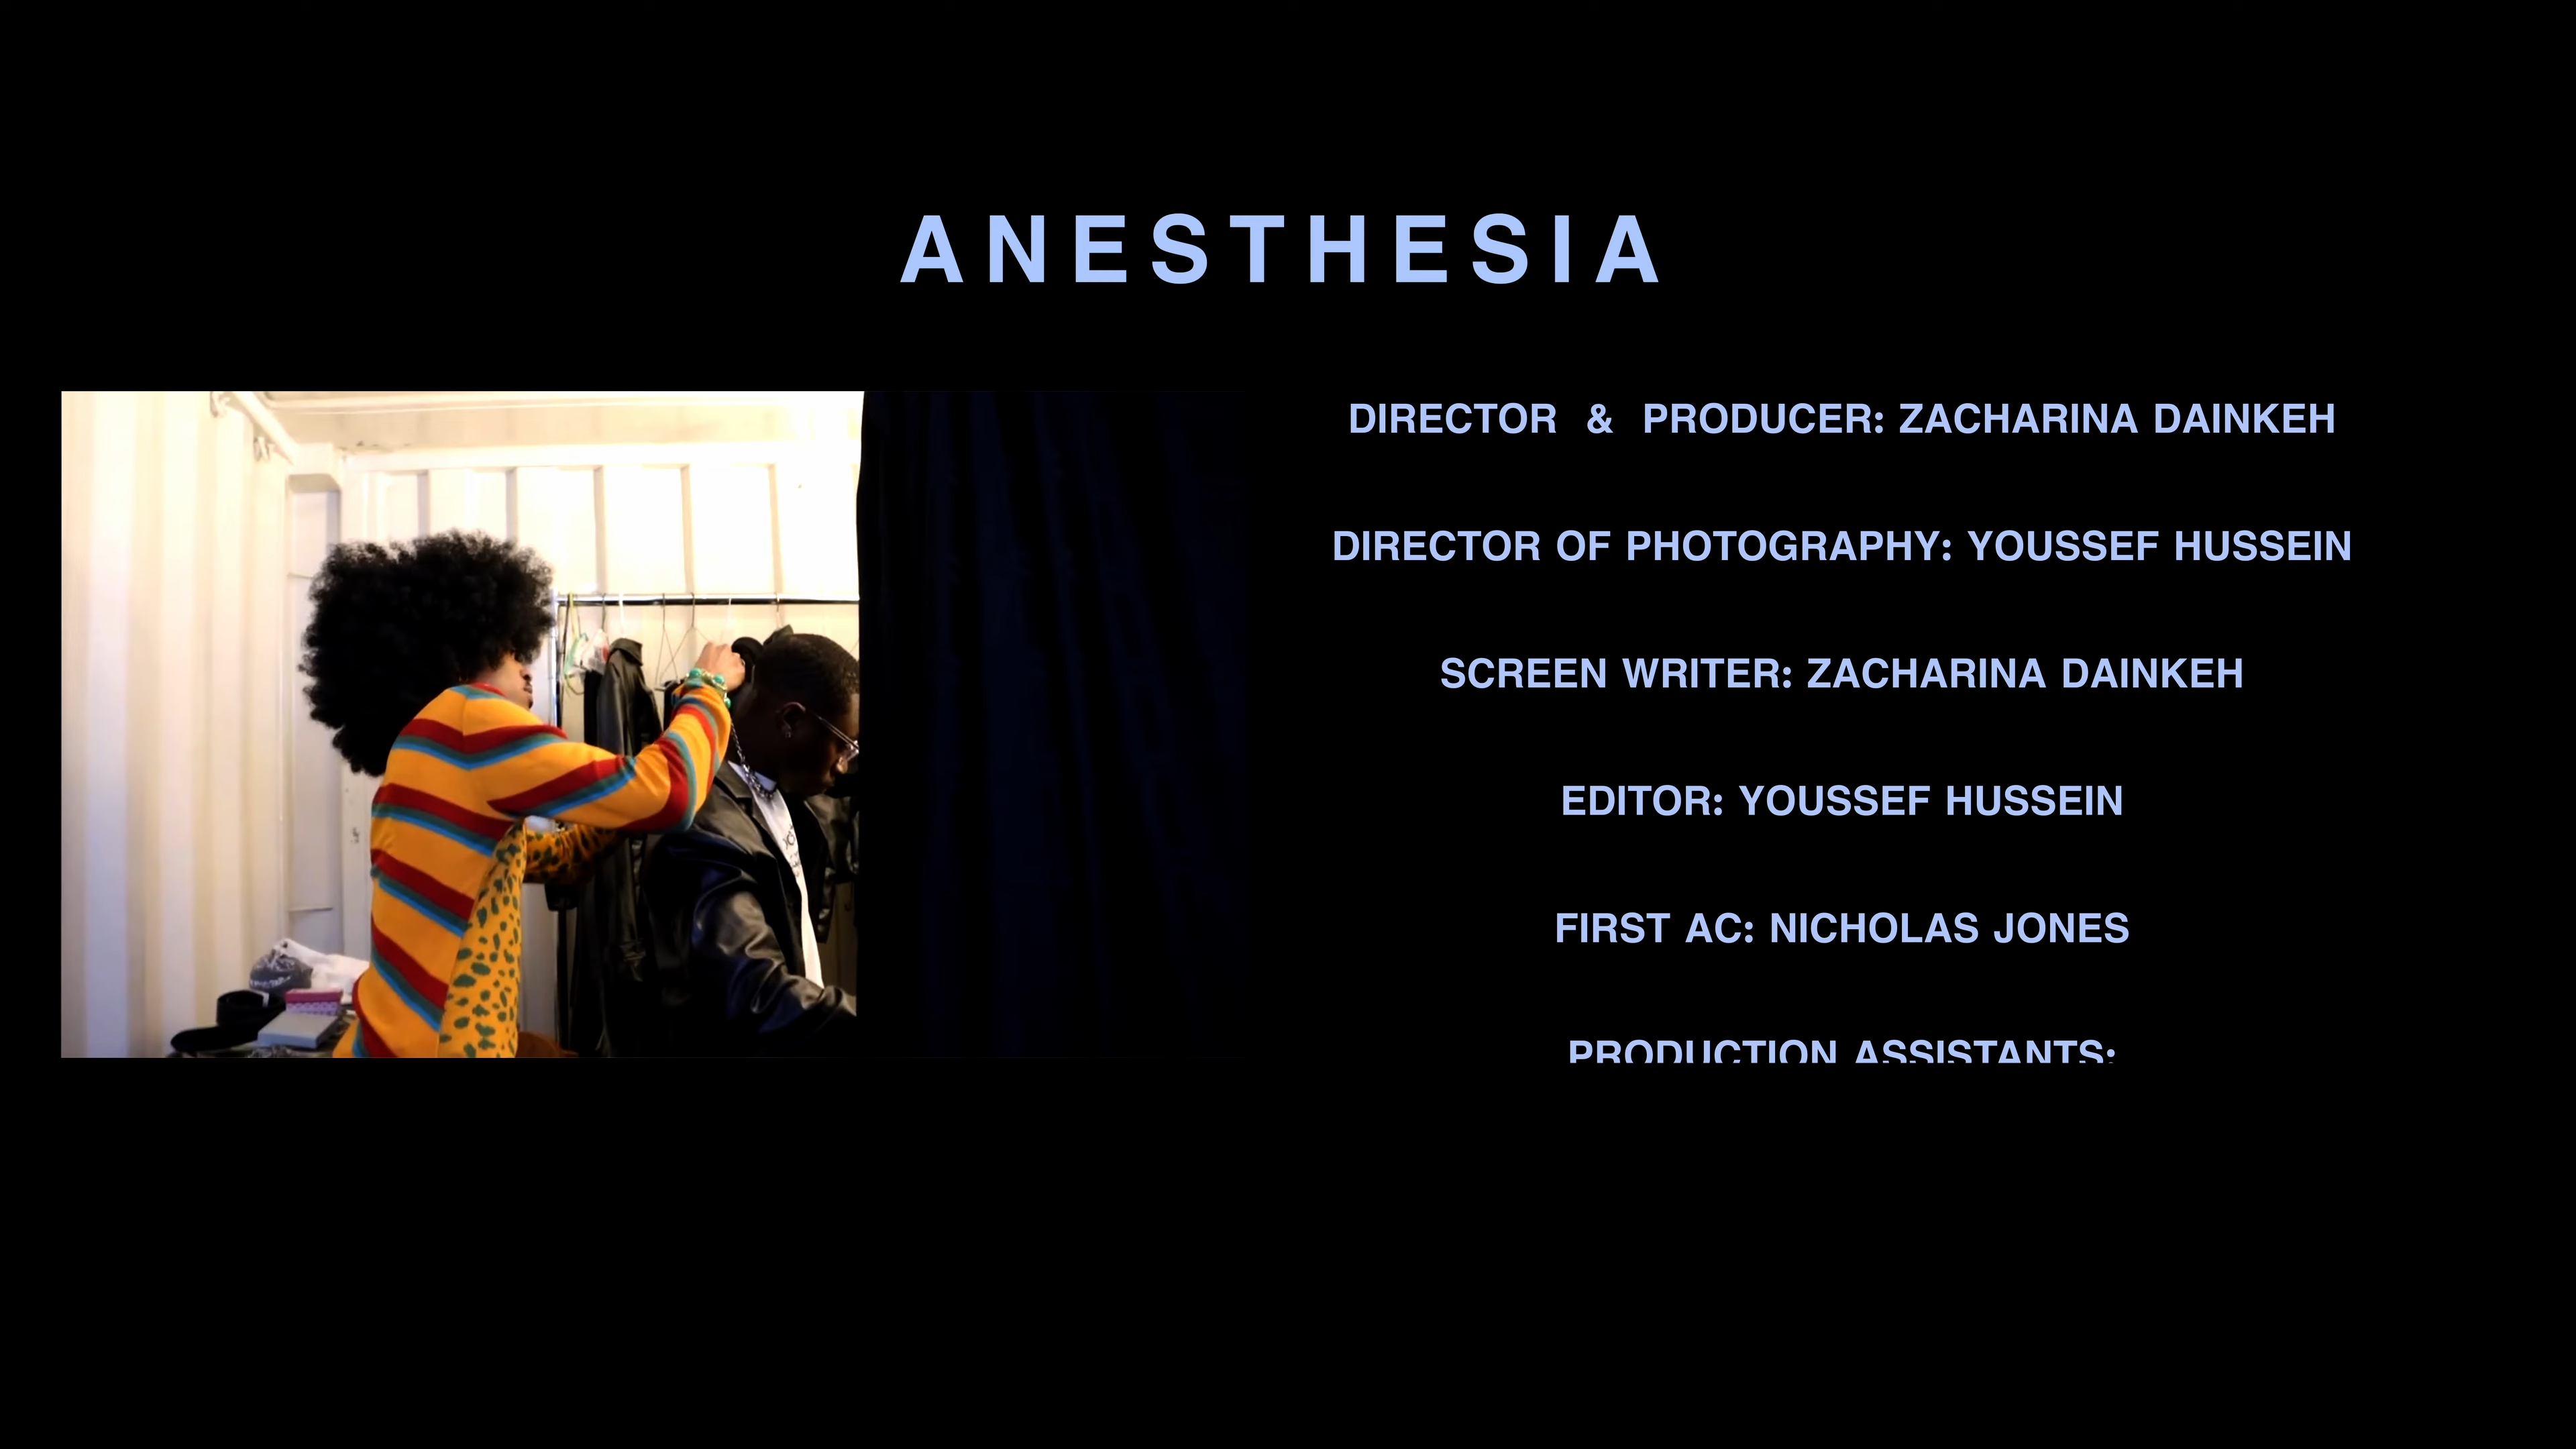 ANESTHESIA
DIRECTOR & PRODUCER: ZACHARINA DAINKEH
DIRECTOR OF PHOTOGRAPHY: YOUSSEF HUSSEIN
SCREEN WRITER: ZACHARINA DAINKEH
EDITOR: YOUSSEF HUSSEIN
FIRST AC: NICHOLAS JONES
PRODUCTION ASSISTANTS: